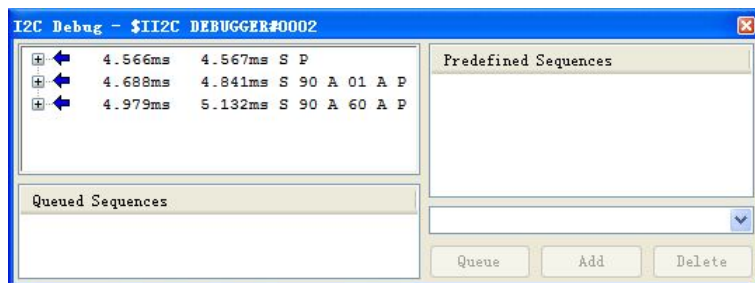 I2C Debug - $II2C DEBUGGER#0002
4.566ms 4.567ms S P
4.688ms 4.841ms S 90 A 01 A P
4.979ms 5.132ms S 90 A 60 A P
Queued Sequences
Predefined Sequences
Queue Add Delete